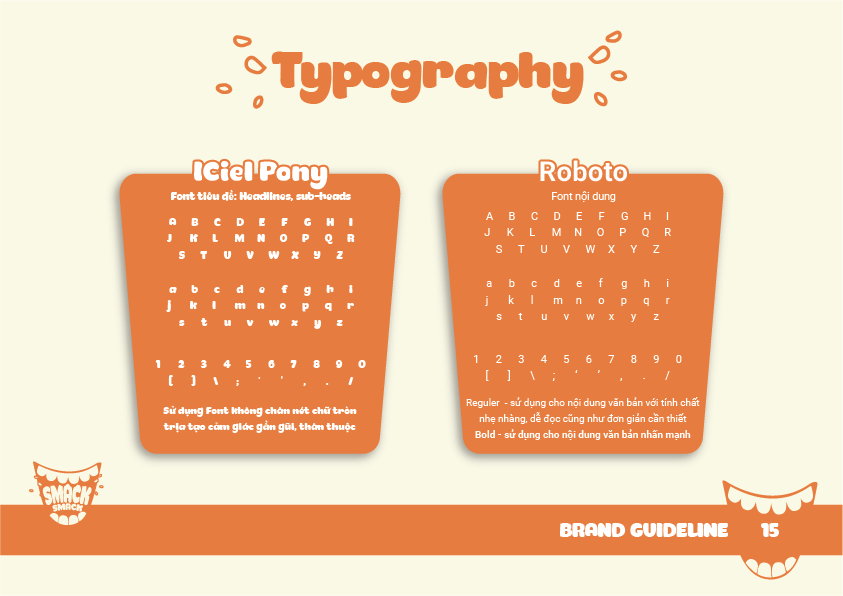 Typography
ICiel Pony
Font tiêu đề: Headlines, sub-heads
A B C D E F G H I
J K L M N O P Q R
S T U V W X Y Z
a b c d e f g h i
j k l m n o p q r
s t u v w x y z
1 2 3 4 5 6 7 8 9 0
[ ] \ ; ' ' , . /
Sử dụng Font không chân nét chữ tròn
trịa tạo cảm giác gần gũi, thân thuộc
Roboto
Font nội dung
A B C D E F G H I
J K L M N O P Q R
S T U V W X Y Z
a b c d e f g h i
j k l m n o p q r
s t u v w x y z
1 2 3 4 5 6 7 8 9 0
[ ] \ ; ‘ ‘ , . /
Reguler - sử dụng cho nội dung văn bản với tính chất
nhẹ nhàng, dễ đọc cũng như đơn giản cần thiết
Bold - sử dụng cho nội dung văn bản nhấn mạnh
SMACK
SMACK
BRAND GUIDELINE 15